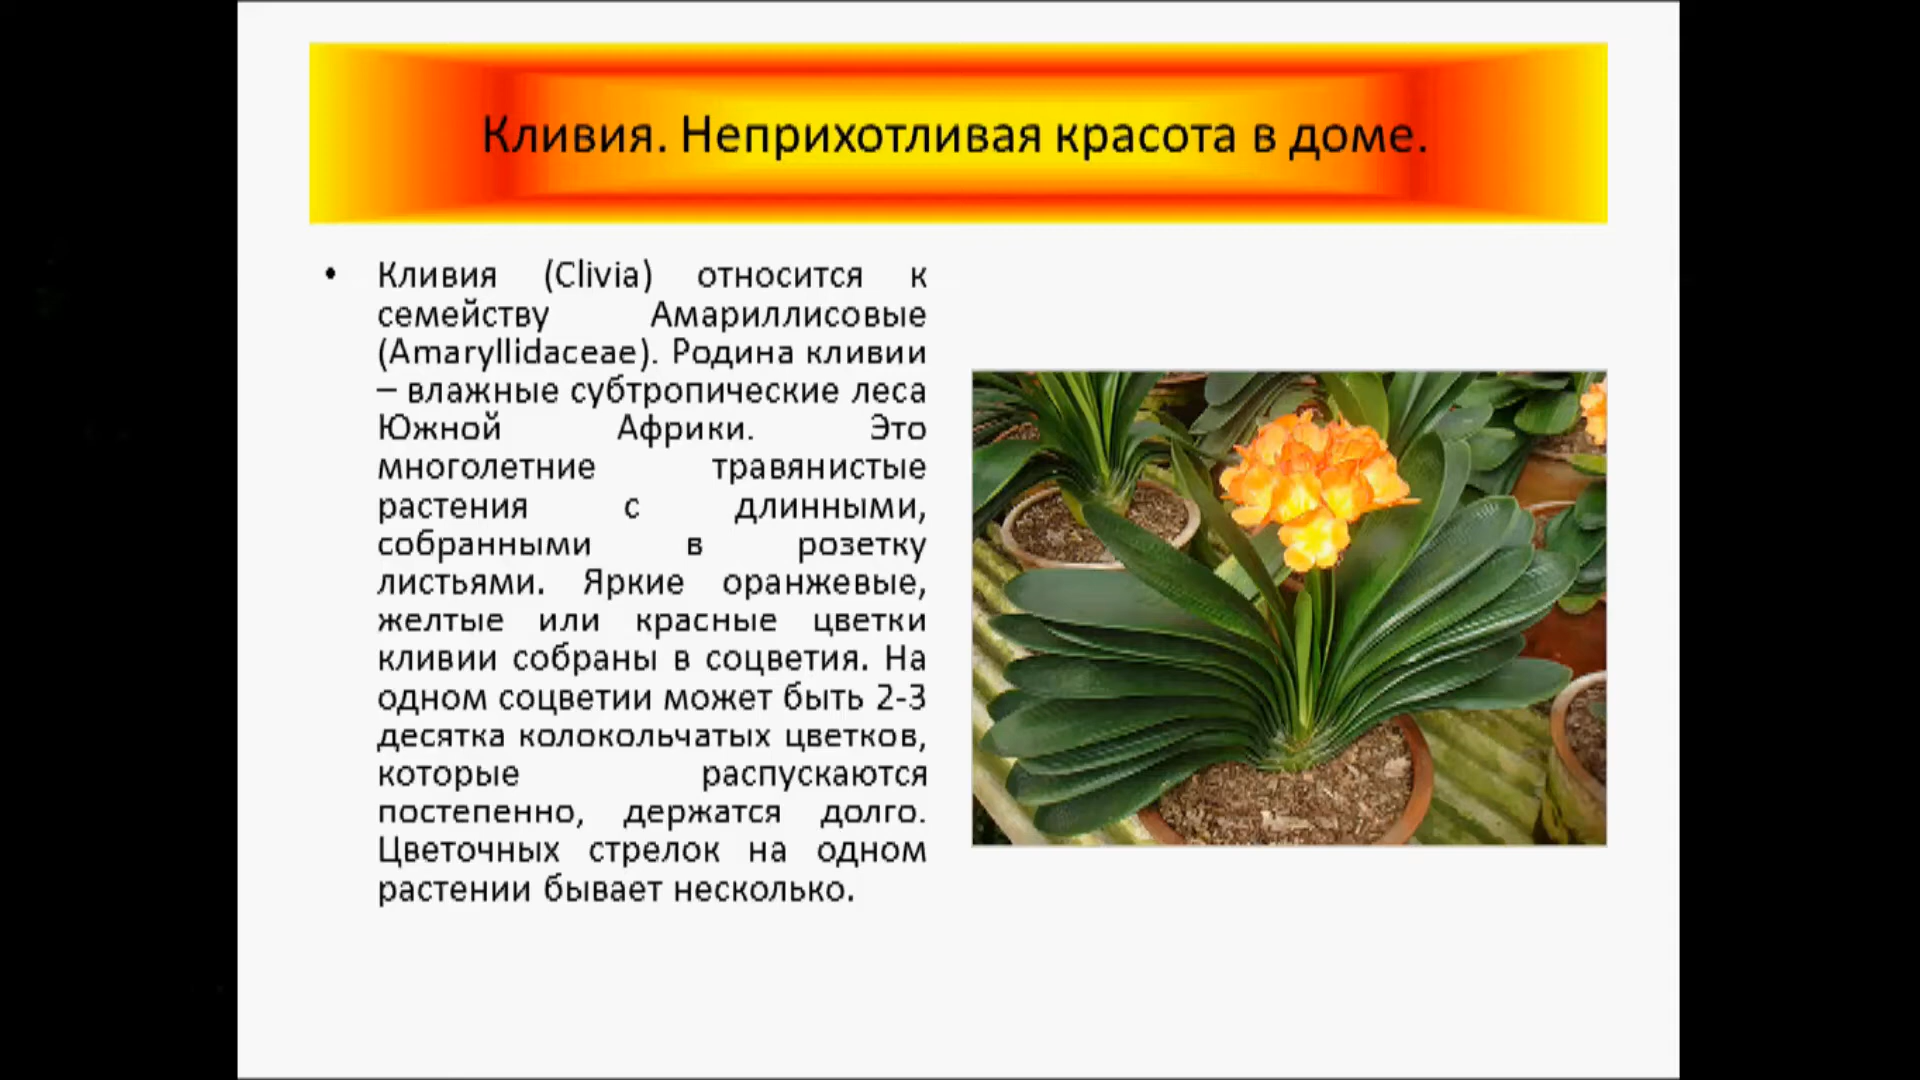 Кливия. Неприхотливая красота в доме.
• Кливия (Clivia) относится к
семейству Амариллисовые
(Amaryllidaceae). Родина кливии
– влажные субтропические леса
Южной Африки. Это
многолетние травянистые
растения с длинными,
собранными в розетку
листьями. Яркие оранжевые,
желтые или красные цветки
кливии собраны в соцветия. На
одном соцветии может быть 2-3
десятка колокольчатых цветков,
которые распускаются
постепенно, держатся долго.
Цветочных стрелок на одном
растении бывает несколько.